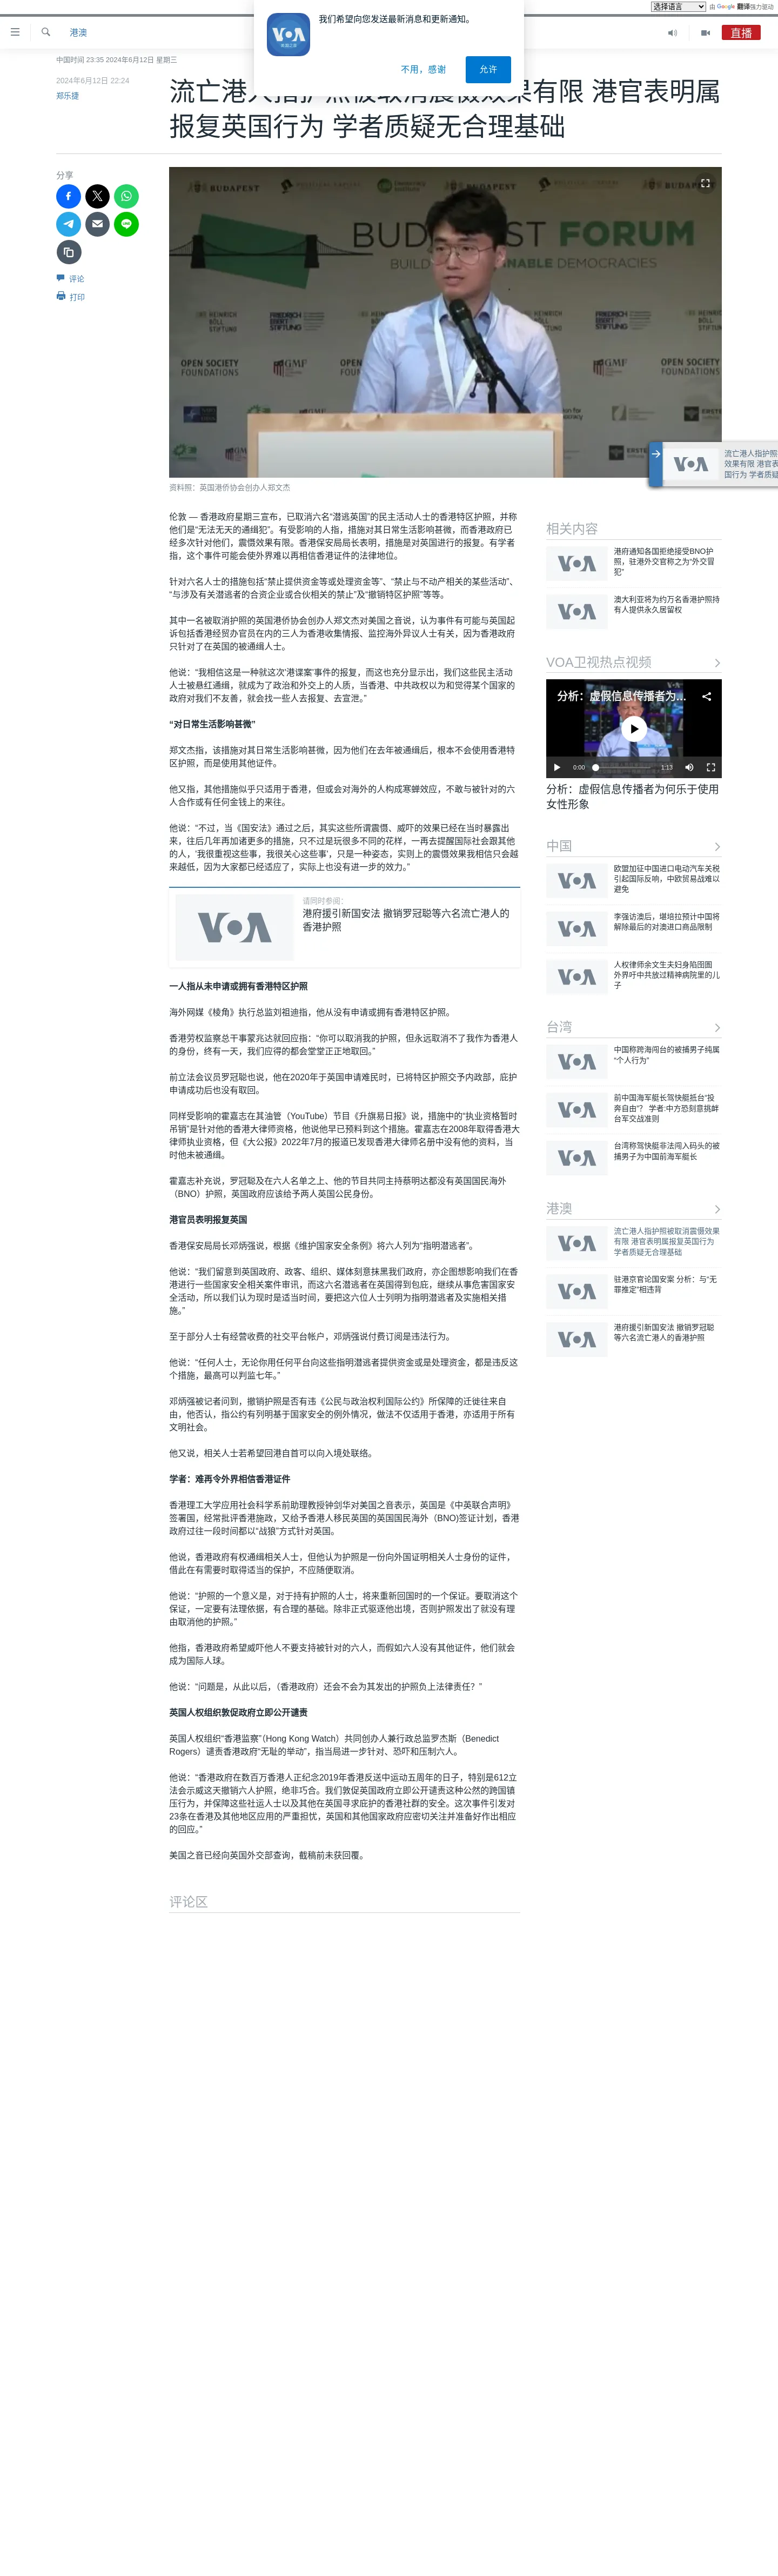 选择语言
由 Google 翻译强力驱动
港澳
直播
我们希望向您发送最新消息和更新通知。
不用，感谢
允许
中国时间 23:35 2024年6月12日 星期三
2024年6月12日 22:24
郑乐捷
流亡港人指护照被取消震慑效果有限 港官表明属
报复英国行为 学者质疑无合理基础
分享
评论
打印
BUDAPEST FORUM
OPEN SOCIETY
FOUNDATIONS
GMF
资料照：英国港侨协会创办人郑文杰
伦敦 — 香港政府星期三宣布，已取消六名“潜逃英国”的民主活动人士的香港特区护照，并称
他们是“无法无天的通缉犯”。有受影响的人指，措施对其日常生活影响甚微，而香港政府已
经多次针对他们，震慑效果有限。香港保安局局长表明，措施是对英国进行的报复。有学者
指，这个事件可能会使外界难以再相信香港证件的法律地位。
针对六名人士的措施包括“禁止提供资金等或处理资金等”、“禁止与不动产相关的某些活动”、
“与涉及有关潜逃者的合资企业或合伙相关的禁止”及“撤销特区护照”等等。
其中一名被取消护照的英国港侨协会创办人郑文杰对美国之音说，认为事件有可能与英国起
诉包括香港经贸办官员在内的三人为香港收集情报、监控海外异议人士有关，因为香港政府
只针对了在英国的被通缉人士。
他说：“我相信这是一种就这次‘港谍案’事件的报复，而这也充分显示出，我们这些民主活动
人士被悬红通缉，就成为了政治和外交上的人质，当香港、中共政权以为和觉得某个国家的
政府对我们不友善，就会找一些人去报复、去宣泄。”
“对日常生活影响甚微”
郑文杰指，该措施对其日常生活影响甚微，因为他们在去年被通缉后，根本不会使用香港特
区护照，而是使用其他证件。
他又指，其他措施似乎只适用于香港，但或会对海外的人构成寒蝉效应，不敢与被针对的六
人合作或有任何金钱上的来往。
他说：“不过，当《国安法》通过之后，其实这些所谓震慑、威吓的效果已经在当时暴露出
来，往后几年再加诸更多的措施，只不过是玩很多不同的花样，一再去提醒国际社会跟其他
的人，‘我很重视这些事，我很关心这些事’，只是一种姿态，实则上的震慑效果我相信只会越
来越低，因为大家都已经适应了，实际上也没有进一步的效力。”
请同时参阅：
港府援引新国安法 撤销罗冠聪等六名流亡港人的
香港护照
VOA
一人指从未申请或拥有香港特区护照
海外网媒《棱角》执行总监刘祖迪指，他从没有申请或拥有香港特区护照。
香港劳权监察总干事蒙兆达就回应指：“你可以取消我的护照，但永远取消不了我作为香港人
的身份，终有一天，我们应得的都会堂堂正正地取回。”
前立法会议员罗冠聪也说，他在2020年于英国申请难民时，已将特区护照交予内政部，庇护
申请成功后也没有取回。
同样受影响的霍嘉志在其油管（YouTube）节目《升旗易日报》说，措施中的“执业资格暂时
吊销”是针对他的香港大律师资格，他说他早已预料到这个措施。霍嘉志在2008年取得香港大
律师执业资格，但《大公报》2022年7月的报道已发现香港大律师名册中没有他的资料，当
时他未被通缉。
霍嘉志补充说，罗冠聪及在六人名单之上、他的节目共同主持蔡明达都没有英国国民海外
（BNO）护照，英国政府应该给予两人英国公民身份。
港官员表明报复英国
香港保安局局长邓炳强说，根据《维护国家安全条例》将六人列为“指明潜逃者”。
他说：“我们留意到英国政府、政客、组织、媒体刻意抹黑我们政府，亦企图想影响我们在香
港进行一些国家安全相关案件审讯，而这六名潜逃者在英国得到包庇，继续从事危害国家安
全活动，所以我们认为现时是适当时间，要把这六位人士列明为指明潜逃者及实施相关措
施。”
至于部分人士有经营收费的社交平台帐户，邓炳强说付费订阅是违法行为。
他说：“任何人士，无论你用任何平台向这些指明潜逃者提供资金或是处理资金，都是违反这
个措施，最高可以判监七年。”
邓炳强被记者问到，撤销护照是否有违《公民与政治权利国际公约》所保障的迁徙往来自
由，他否认，指公约有列明基于国家安全的例外情况，做法不仅适用于香港，亦适用于所有
文明社会。
他又说，相关人士若希望回港自首可以向入境处联络。
学者：难再令外界相信香港证件
香港理工大学应用社会科学系前助理教授钟剑华对美国之音表示，英国是《中英联合声明》
签署国，经常批评香港施政，又给予香港人移民英国的英国国民海外（BNO)签证计划，香港
政府过往一段时间都以“战狼”方式针对英国。
他说，香港政府有权通缉相关人士，但他认为护照是一份向外国证明相关人士身份的证件，
借此在有需要时取得适当的保护，不应随便取消。
他说：“护照的一个意义是，对于持有护照的人士，将来重新回国时的一个保证。要取消这个
保证，一定要有法理依据，有合理的基础。除非正式驱逐他出境，否则护照发出了就没有理
由取消他的护照。”
他指，香港政府希望威吓他人不要支持被针对的六人，而假如六人没有其他证件，他们就会
成为国际人球。
他说：“问题是，从此以后，（香港政府）还会不会为其发出的护照负上法律责任？”
英国人权组织敦促政府立即公开谴责
英国人权组织“香港监察”（Hong Kong Watch）共同创办人兼行政总监罗杰斯（Benedict
Rogers）谴责香港政府“无耻的举动”，指当局进一步针对、恐吓和压制六人。
他说：“香港政府在数百万香港人正纪念2019年香港反送中运动五周年的日子，特别是612立
法会示威这天撤销六人护照，绝非巧合。我们敦促英国政府立即公开谴责这种公然的跨国镇
压行为，并保障这些社运人士以及其他在英国寻求庇护的香港社群的安全。这次事件引发对
23条在香港及其他地区应用的严重担忧，英国和其他国家政府应密切关注并准备好作出相应
的回应。”
美国之音已经向英国外交部查询，截稿前未获回覆。
评论区
流亡港人指护照
效果有限 港官表
国行为 学者质疑
相关内容
港府通知各国拒绝接受BNO护
照，驻港外交官称之为“外交冒
犯”
澳大利亚将为约万名香港护照持
有人提供永久居留权
VOA卫视热点视频
分析：虚假信息传播者为...
0:00
1:13
分析：虚假信息传播者为何乐于使用
女性形象
中国
欧盟加征中国进口电动汽车关税
引起国际反响，中欧贸易战难以
避免
李强访澳后，堪培拉预计中国将
解除最后的对澳进口商品限制
人权律师余文生夫妇身陷囹圄
外界吁中共放过精神病院里的儿
子
台湾
中国称跨海闯台的被捕男子纯属
“个人行为”
前中国海军艇长驾快艇抵台“投
奔自由”？ 学者:中方恐刻意挑衅
台军交战准则
台湾称驾快艇非法闯入码头的被
捕男子为中国前海军艇长
港澳
流亡港人指护照被取消震慑效果
有限 港官表明属报复英国行为
学者质疑无合理基础
驻港京官论国安案 分析：与“无
罪推定”相违背
港府援引新国安法 撤销罗冠聪
等六名流亡港人的香港护照